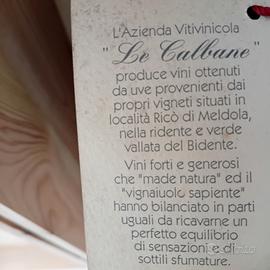 L'Azienda Vitivinicola
" Le Calbane "
produce vini ottenuti
da uve provenienti dai
propri vigneti situati in
località Ricò di Meldola,
nella ridente e verde
vallata del Bidente.
Vini forti e generosi
che "made natura" ed il
"vignaiuolo sapiente"
hanno bilanciato in parti
uguali da ricavarne un
perfetto equilibrio
di sensazioni e di
sottili sfumature.